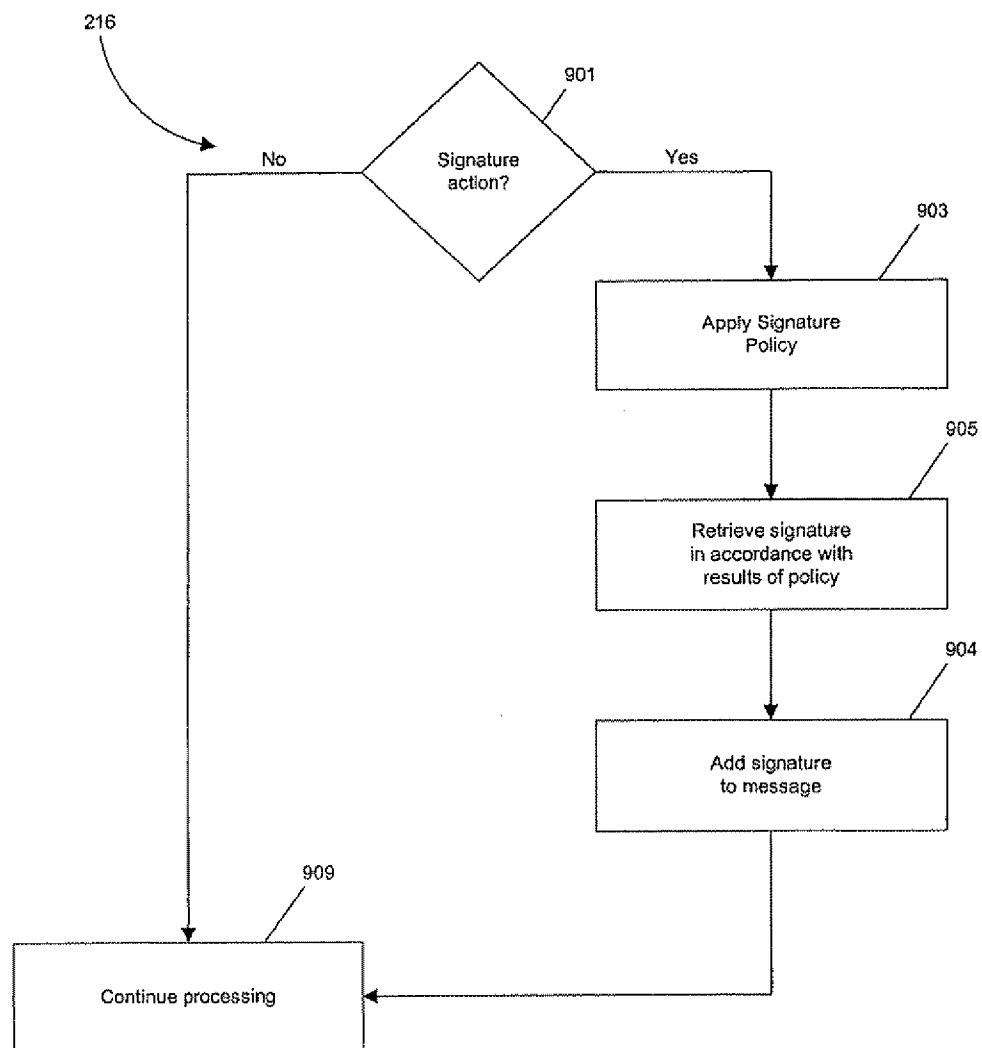 216
901
Signature
action?
No
Yes
903
Apply Signature
Policy
905
Retrieve signature
in accordance with
results of policy
904
Add signature
to message
909
Continue processing